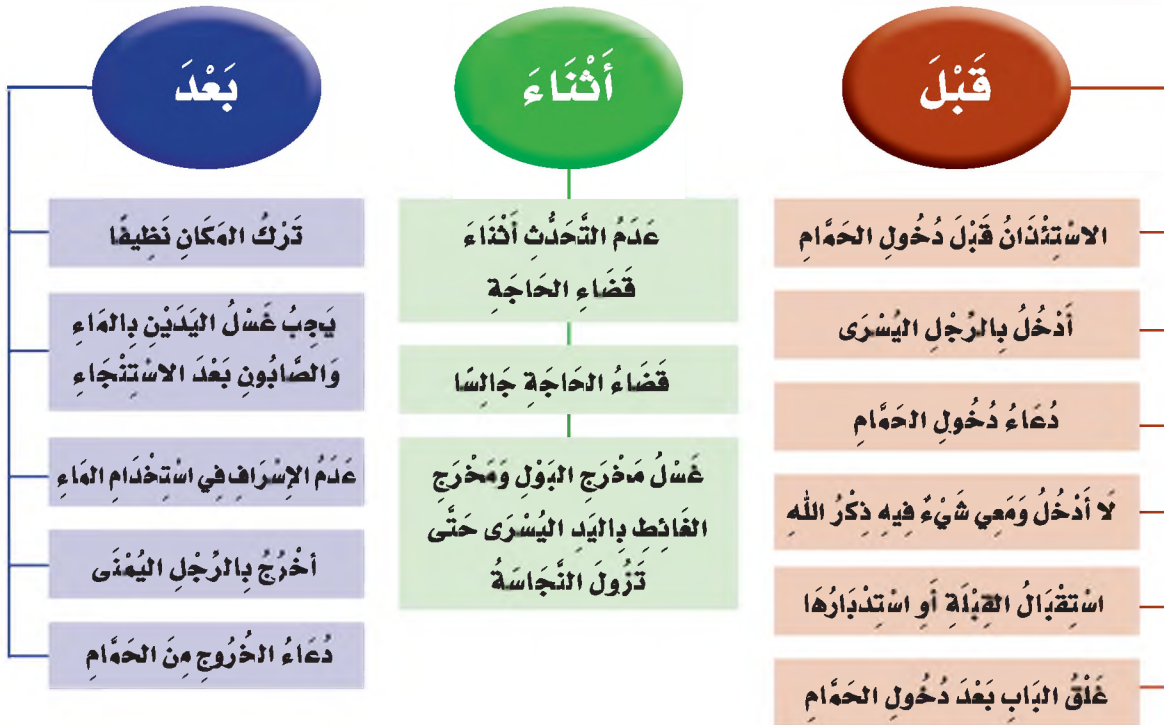 قَبْلَ
الاسْتِئْذَانُ قَبْلَ دُخُولِ الحَمَّامِ
أَدْخُلُ بِالرِّجْلِ اليُسْرَى
دُعَاءُ دُخُولِ الحَمَّامِ
لَا أَدْخُلُ وَمَعِي شَيْءٌ فِيهِ ذِكْرُ اللهِ
اسْتِقْبَالُ القِبْلَةِ أَوِ اسْتِدْبَارُهَا
غَلْقُ البَابِ بَعْدَ دُخُولِ الحَمَّامِ
أَثْنَاءَ
عَدَمُ التَّحَدُّثِ أَثْنَاءَ
قَضَاءِ الحَاجَةِ
قَضَاءُ الحَاجَةِ جَالِسًا
غَسْلُ مَخْرَجِ البَوْلِ وَمَخْرَجِ
الغَائِطِ بِاليَدِ اليُسْرَى حَتَّى
تَزُولَ النَّجَاسَةُ
بَعْدَ
تَرْكُ المَكَانِ نَظِيفًا
يَجِبُ غَسْلُ اليَدَيْنِ بِالمَاءِ
وَالصَّابُونِ بَعْدَ الاسْتِنْجَاءِ
عَدَمُ الإِسْرَافِ فِي اسْتِخْدَامِ المَاءِ
أَخْرُجُ بِالرِّجْلِ اليُمْنَى
دُعَاءُ الخُرُوجِ مِنَ الحَمَّامِ